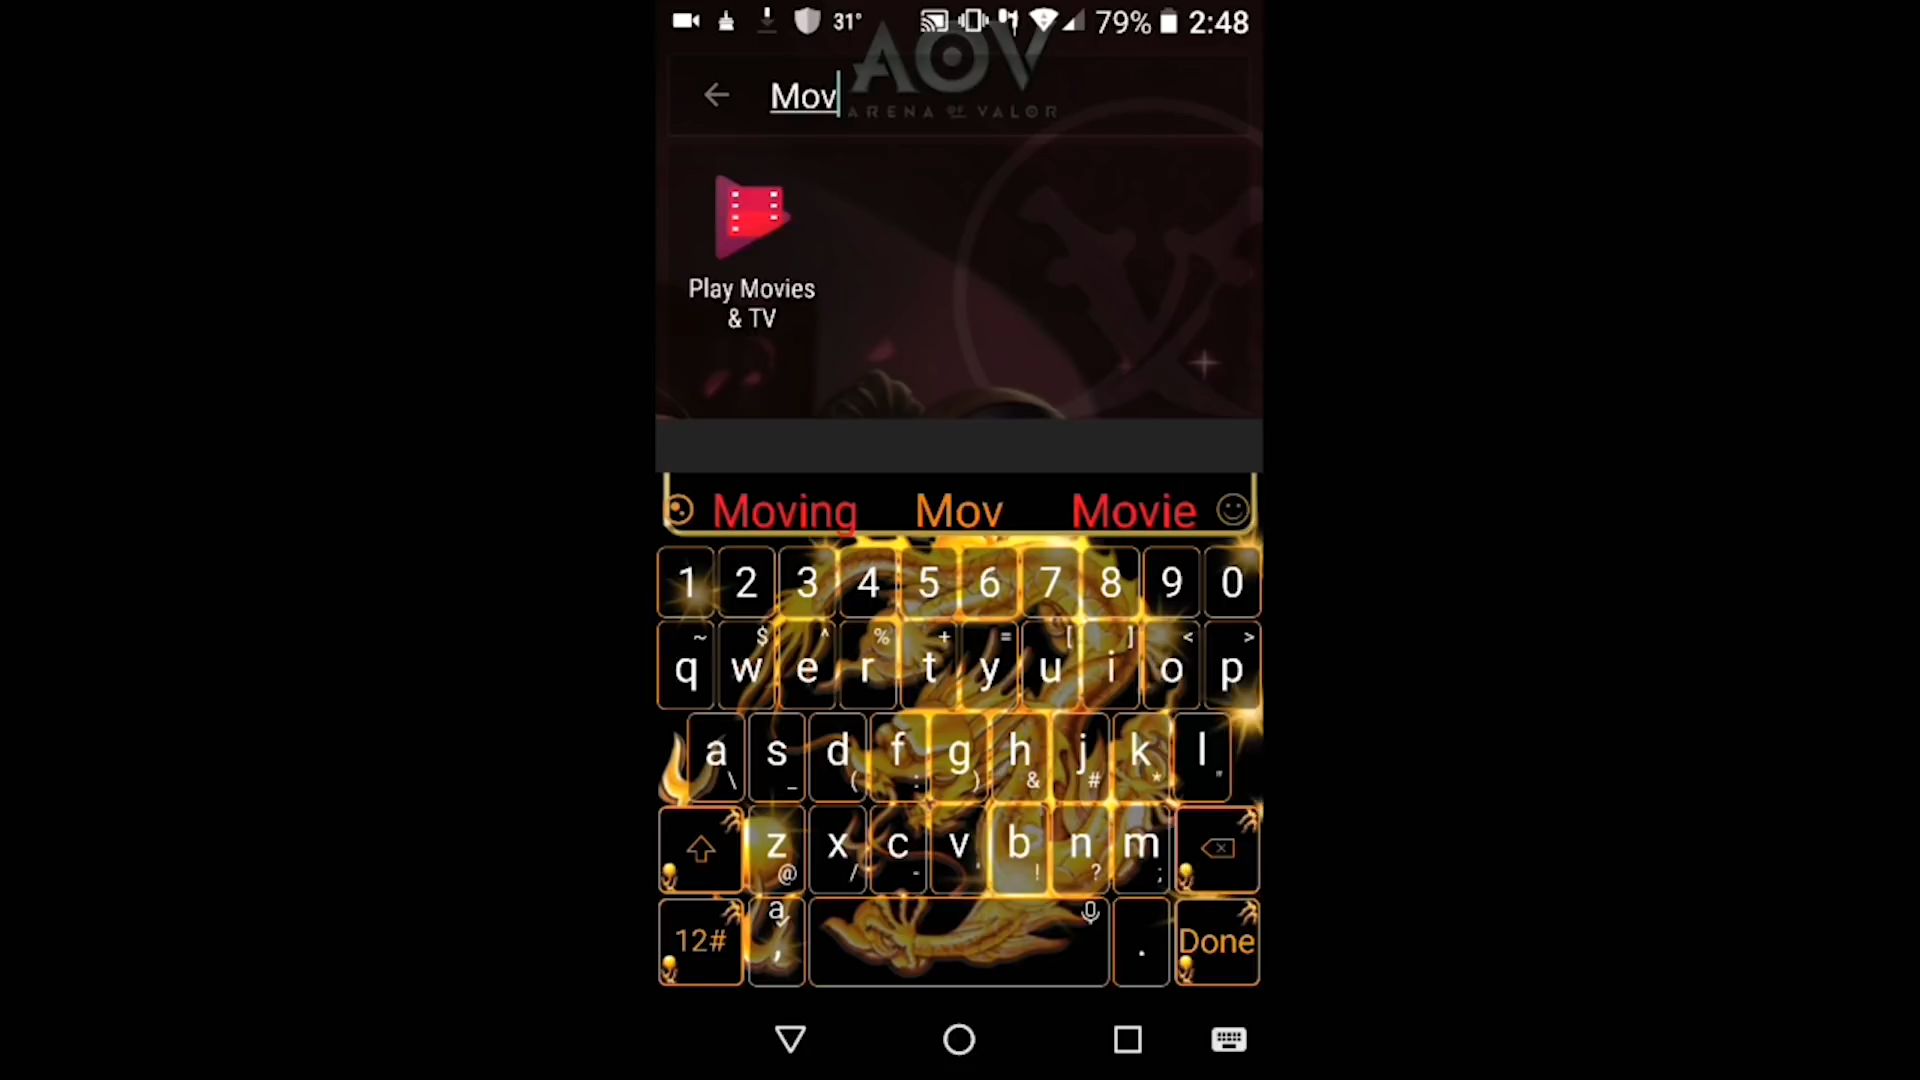 31° 79% 2:48
AOV
ARENA OF VALOR
Mov
Play Movies
& TV
Moving Mov Movie
1 2 3 4 5 6 7 8 9 0
~ $ ^ % + = [ ] < >
q w e r t y u i o p
a s d f g h j k l
\ _ ( : ) & # * "
z x c v b n m
@ / - ' ! ? ;
12# a , . Done